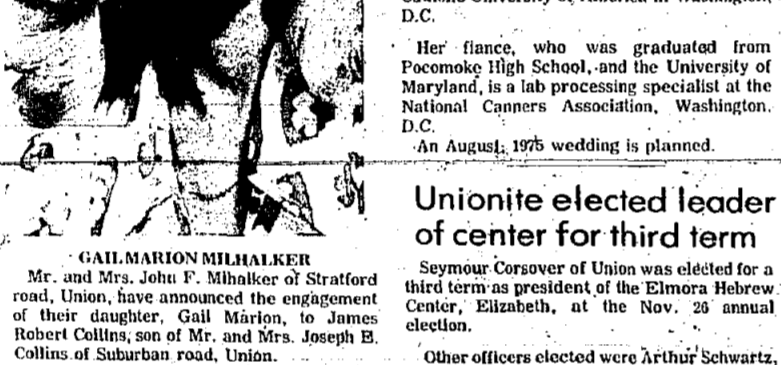 GAIL MARION MILHALKER
Mr. and Mrs. John F. Mihalker of Stratford
road, Union, have announced the engagement
of their daughter, Gail Marion, to James
Robert Collins, son of Mr. and Mrs. Joseph E.
Collins of Suburban road, Union.
D.C.
Her fiance, who was graduated from
Pocomoke High School, and the University of
Maryland, is a lab processing specialist at the
National Canners Association, Washington,
D.C.
An August, 1975 wedding is planned.
Unionite elected leader
of center for third term
Seymour Corsover of Union was elected for a
third term as president of the Elmora Hebrew
Center, Elizabeth, at the Nov. 26 annual
election.
Other officers elected were Arthur Schwartz,